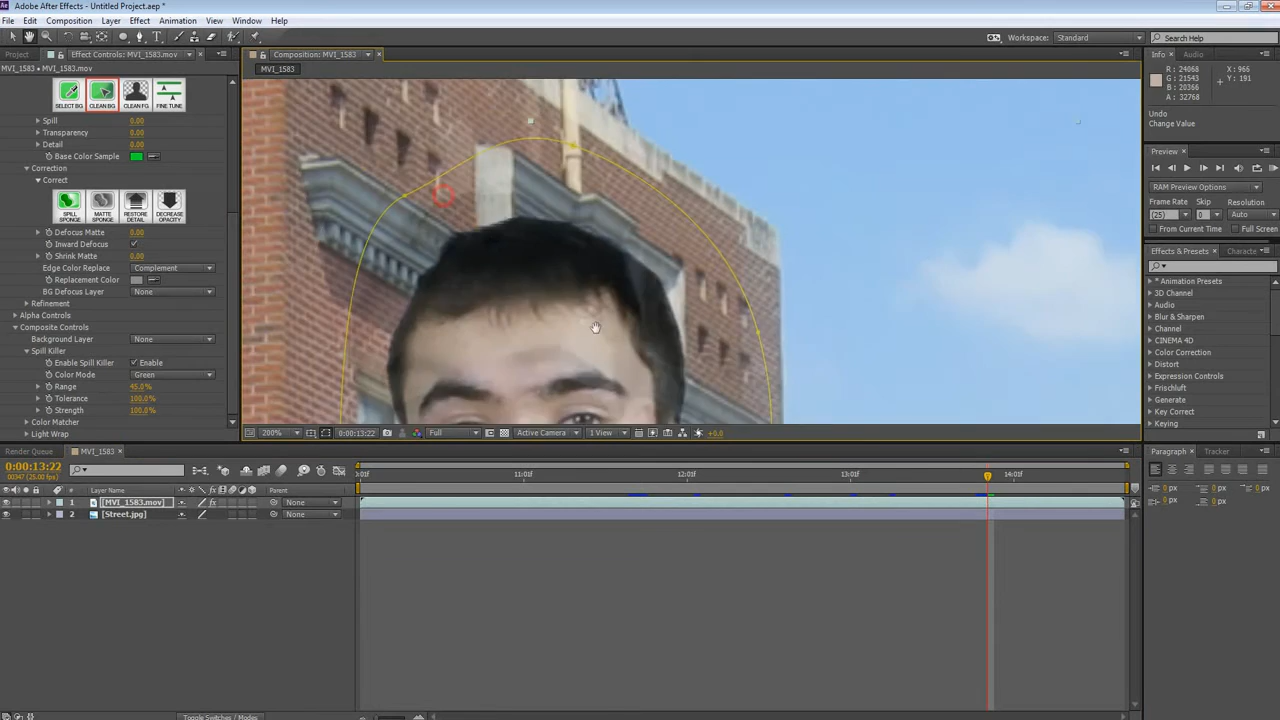 Adobe After Effects - Untitled Project.aep *
File Edit Composition Layer Effect Animation View Window Help
Workspace: Standard Search Help
Project Effect Controls: MVI_1583.mov Composition: MVI_1583 Info Audio
MVI_1583 • MVI_1583.mov MVI_1583
R : 24068 X : 966
G : 21543 Y : 191
B : 20366
A : 32768
SELECT BG CLEAN BG CLEAN FG FINE TUNE
Undo
Change Value
Spill 0.00
Transparency 0.00
Detail 0.00
Base Color Sample
Correction
Correct
SPILL SPONGE MATTE SPONGE RESTORE DETAIL DECREASE OPACITY
Defocus Matte 0.00
Inward Defocus
Shrink Matte 0.00
Edge Color Replace Complement
Replacement Color
BG Defocus Layer None
Refinement
Alpha Controls
Composite Controls
Background Layer None
Spill Killer
Enable Spill Killer Enable
Color Mode Green
Range 45.0%
Tolerance 100.0%
Strength 100.0%
Color Matcher
Light Wrap
Preview
RAM Preview Options
Frame Rate Skip Resolution
(25) 0 Auto
From Current Time Full Screen
Effects & Presets Characte
* Animation Presets
3D Channel
Audio
Blur & Sharpen
Channel
CINEMA 4D
Color Correction
Distort
Expression Controls
Frischluft
Generate
Key Correct
Keying
200% 0:00:13:22 Full Active Camera 1 View +0.0
Render Queue MVI_1583
Paragraph Tracker
0:00:13:22
00347 (25.00 fps)
11:01f 12:01f 13:01f 14:01f
# Layer Name Parent
1 [MVI_1583.mov] None
2 [Street.jpg] None
0 px 0 px 0 px
0 px 0 px
Toggle Switches / Modes